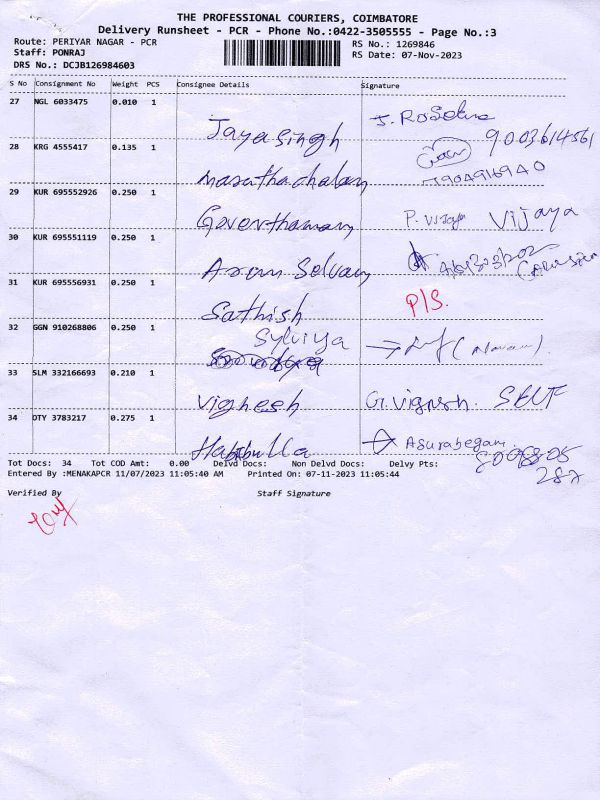 THE PROFESSIONAL COURIERS, COIMBATORE
Delivery Runsheet - PCR - Phone No.:0422-3505555 - Page No.:3
Route: PERIYAR NAGAR - PCR RS No.: 1269846
Staff: PONRAJ RS Date: 07-Nov-2023
DRS No.: DCJB126984603
S No Consignment No Weight PCS Consignee Details Signature
27 NGL 6033475 0.010 1 Jayasingh J. 9003614561
28 KRG 4555417 0.135 1 Maruthachalam 7904916940
29 KUR 695552926 0.250 1 P. Vijaya Vijaya
30 KUR 695551119 0.250 1 Arun Selvam
31 KUR 695556931 0.250 1 Sathish P/S.
32 GGN 910268806 0.250 1 Sylviya
33 SLM 332166693 0.210 1 Vighesh G. Vignesh. SELF
34 DTY 3783217 0.275 1 Habibulla Asurabegam.
Tot Docs: 34 Tot COD Amt: 0.00 Delvd Docs: Non Delvd Docs: Delvy Pts:
287
Entered By :MENAKAPCR 11/07/2023 11:05:40 AM Printed On: 07-11-2023 11:05:44
Verified By Staff Signature